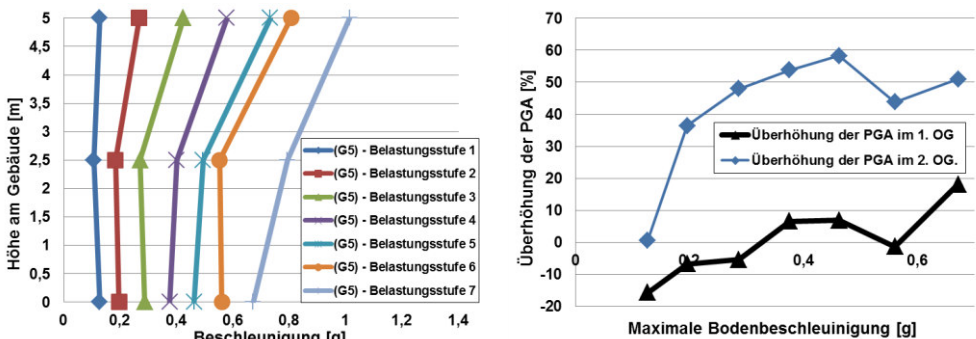 Höhe am Gebäude [m]
5
4,5
4
3,5
3
2,5
2
1,5
1
0,5
0
0
0,2
0,4
0,6
0,8
1
1,2
1,4
Beschleunigung [g]
(G5) - Belastungsstufe 1
(G5) - Belastungsstufe 2
(G5) - Belastungsstufe 3
(G5) - Belastungsstufe 4
(G5) - Belastungsstufe 5
(G5) - Belastungsstufe 6
(G5) - Belastungsstufe 7
Überhöhung der PGA [%]
70
60
50
40
30
20
10
0
-10
-20
0
0,2
0,4
0,6
Überhöhung der PGA im 1. OG
Überhöhung der PGA im 2. OG.
Maximale Bodenbeschleuinigung [g]